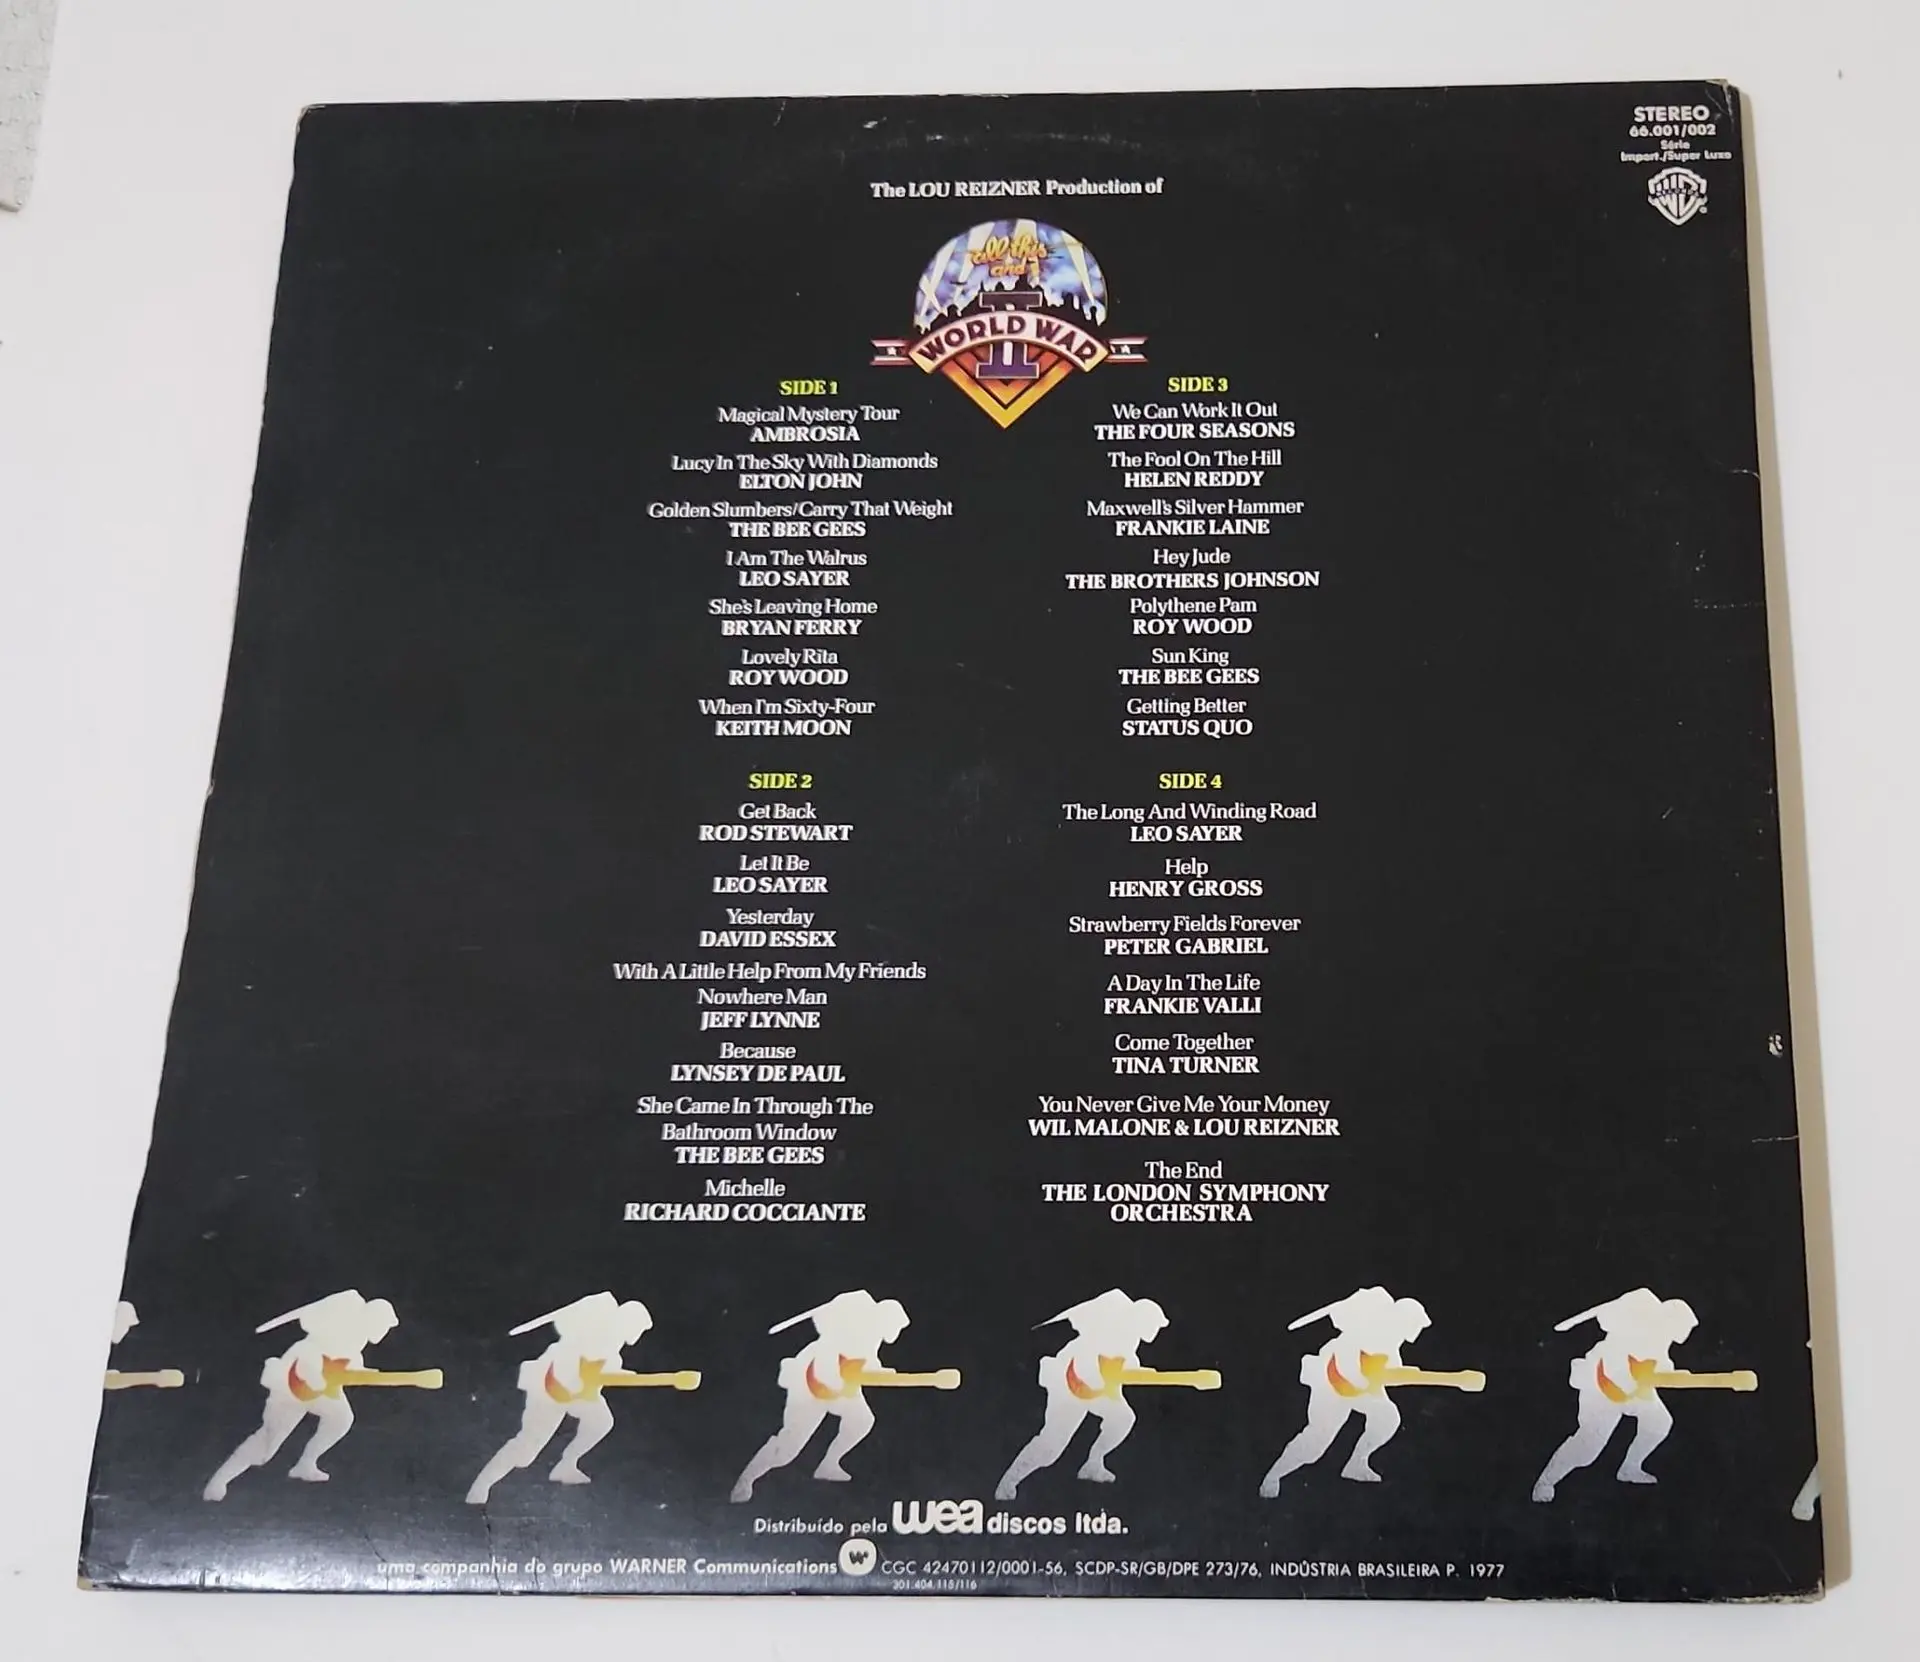 STEREO
66.001/002
Série
Import./Super Luxo
The LOU REIZNER Production of
all this
and
WORLD WAR
II
SIDE 1
Magical Mystery Tour
AMBROSIA
Lucy In The Sky With Diamonds
ELTON JOHN
Golden Slumbers/Carry That Weight
THE BEE GEES
I Am The Walrus
LEO SAYER
She's Leaving Home
BRYAN FERRY
Lovely Rita
ROY WOOD
When I'm Sixty-Four
KEITH MOON
SIDE 2
Get Back
ROD STEWART
Let It Be
LEO SAYER
Yesterday
DAVID ESSEX
With A Little Help From My Friends
Nowhere Man
JEFF LYNNE
Because
LYNSEY DE PAUL
She Came In Through The
Bathroom Window
THE BEE GEES
Michelle
RICHARD COCCIANTE
SIDE 3
We Can Work It Out
THE FOUR SEASONS
The Fool On The Hill
HELEN REDDY
Maxwell's Silver Hammer
FRANKIE LAINE
Hey Jude
THE BROTHERS JOHNSON
Polythene Pam
ROY WOOD
Sun King
THE BEE GEES
Getting Better
STATUS QUO
SIDE 4
The Long And Winding Road
LEO SAYER
Help
HENRY GROSS
Strawberry Fields Forever
PETER GABRIEL
A Day In The Life
FRANKIE VALLI
Come Together
TINA TURNER
You Never Give Me Your Money
WIL MALONE & LOU REIZNER
The End
THE LONDON SYMPHONY
ORCHESTRA
Distribuído pela wea discos ltda.
uma companhia do grupo WARNER Communications CGC 42470112/0001-56, SCDP-SR/GB/DPE 273/76, INDÚSTRIA BRASILEIRA P. 1977
301.404.115/116